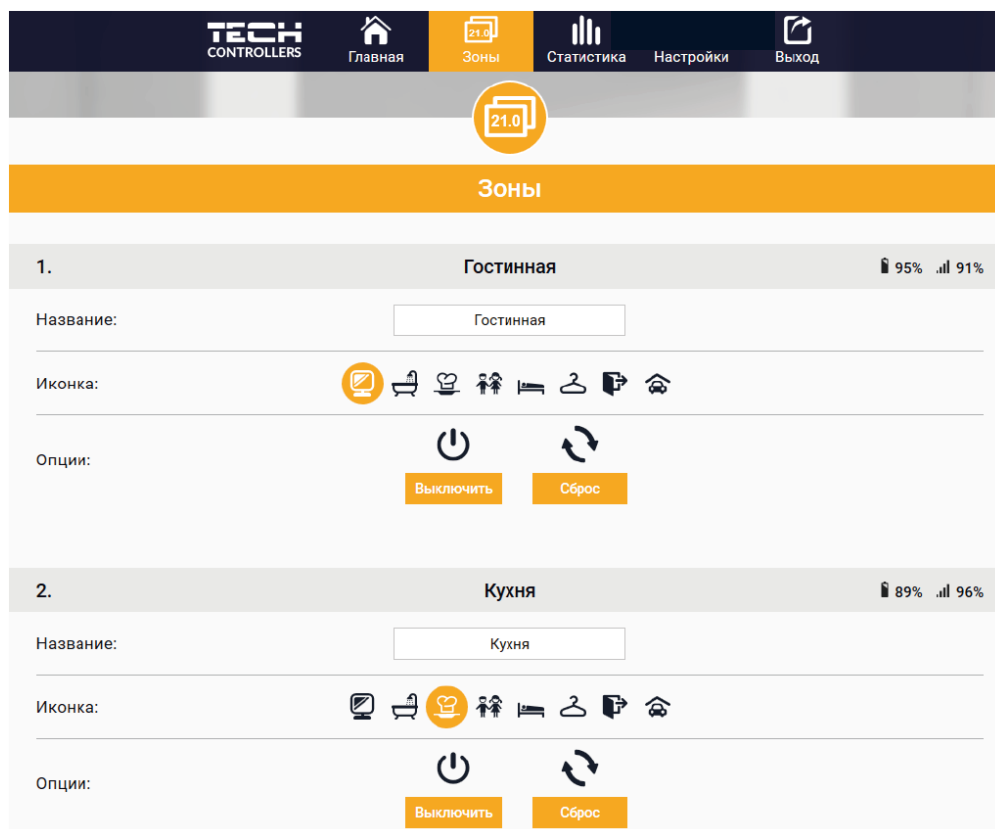 TECH
CONTROLLERS
Главная
21.0
Зоны
Статистика
Настройки
Выход
21.0
Зоны
1. Гостинная 95% 91%
Название: Гостинная
Иконка:
Опции:
Выключить Сброс
2. Кухня 89% 96%
Название: Кухня
Иконка:
Опции:
Выключить Сброс